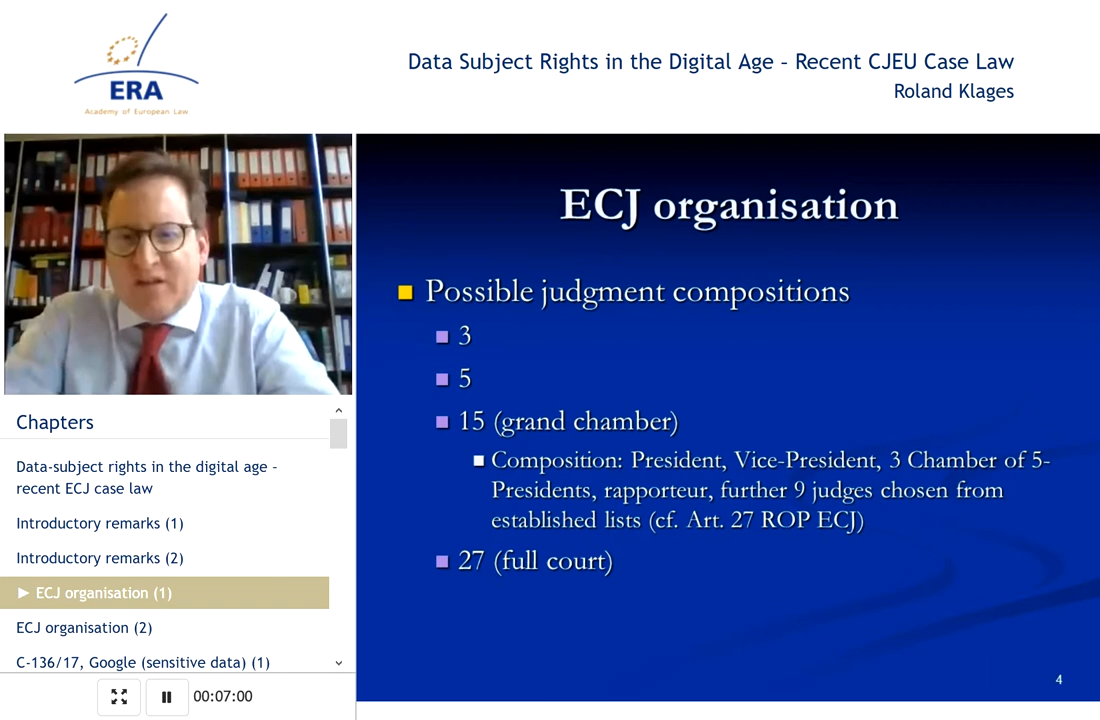 ERA
Academy of European Law
Data Subject Rights in the Digital Age - Recent CJEU Case Law
Roland Klages
ECJ organisation
Possible judgment compositions
3
5
15 (grand chamber)
Composition: President, Vice-President, 3 Chamber of 5-
Presidents, rapporteur, further 9 judges chosen from
established lists (cf. Art. 27 ROP ECJ)
27 (full court)
4
Chapters
Data-subject rights in the digital age -
recent ECJ case law
Introductory remarks (1)
Introductory remarks (2)
► ECJ organisation (1)
ECJ organisation (2)
C-136/17, Google (sensitive data) (1)
00:07:00